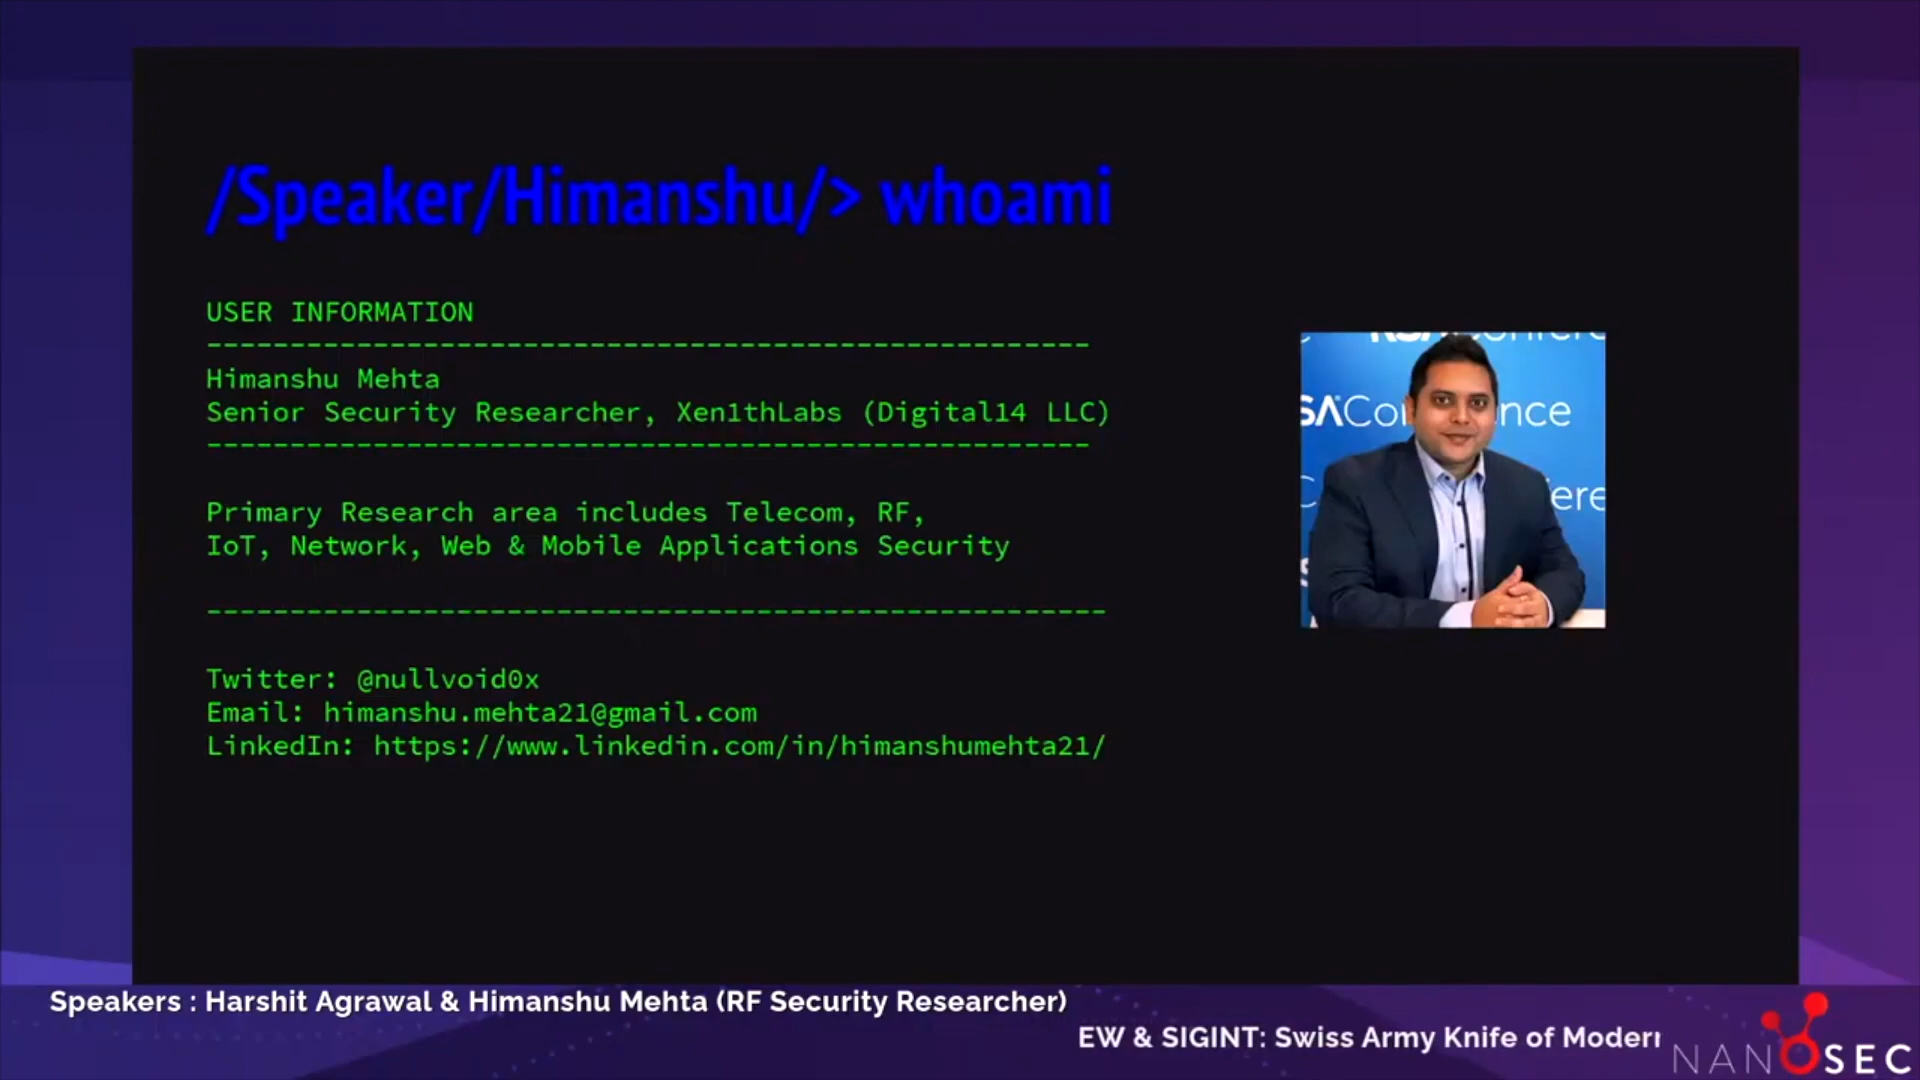 /Speaker/Himanshu/> whoami
USER INFORMATION
-----------------------------------------------------
Himanshu Mehta
Senior Security Researcher, Xen1thLabs (Digital14 LLC)
-----------------------------------------------------
Primary Research area includes Telecom, RF,
IoT, Network, Web & Mobile Applications Security
------------------------------------------------------
Twitter: @nullvoid0x
Email: himanshu.mehta21@gmail.com
LinkedIn: https://www.linkedin.com/in/himanshumehta21/
Speakers : Harshit Agrawal & Himanshu Mehta (RF Security Researcher)
EW & SIGINT: Swiss Army Knife of Modern
NANOSEC